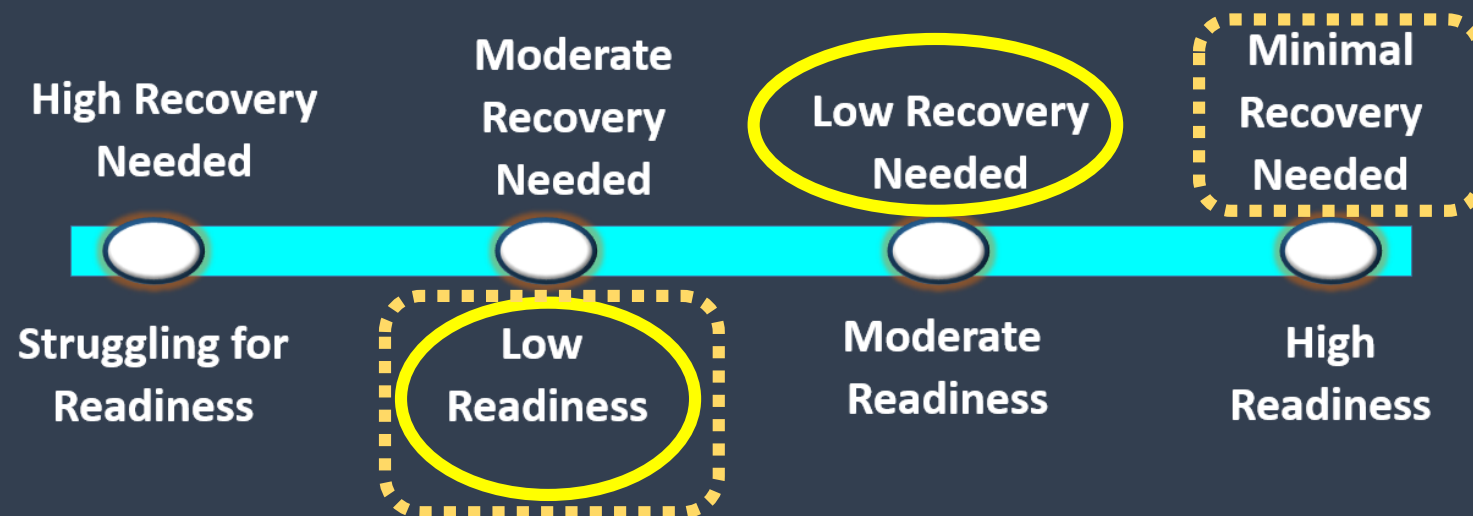 High Recovery
Needed
Moderate
Recovery
Needed
Low Recovery
Needed
Minimal
Recovery
Needed
Struggling for
Readiness
Low
Readiness
Moderate
Readiness
High
Readiness